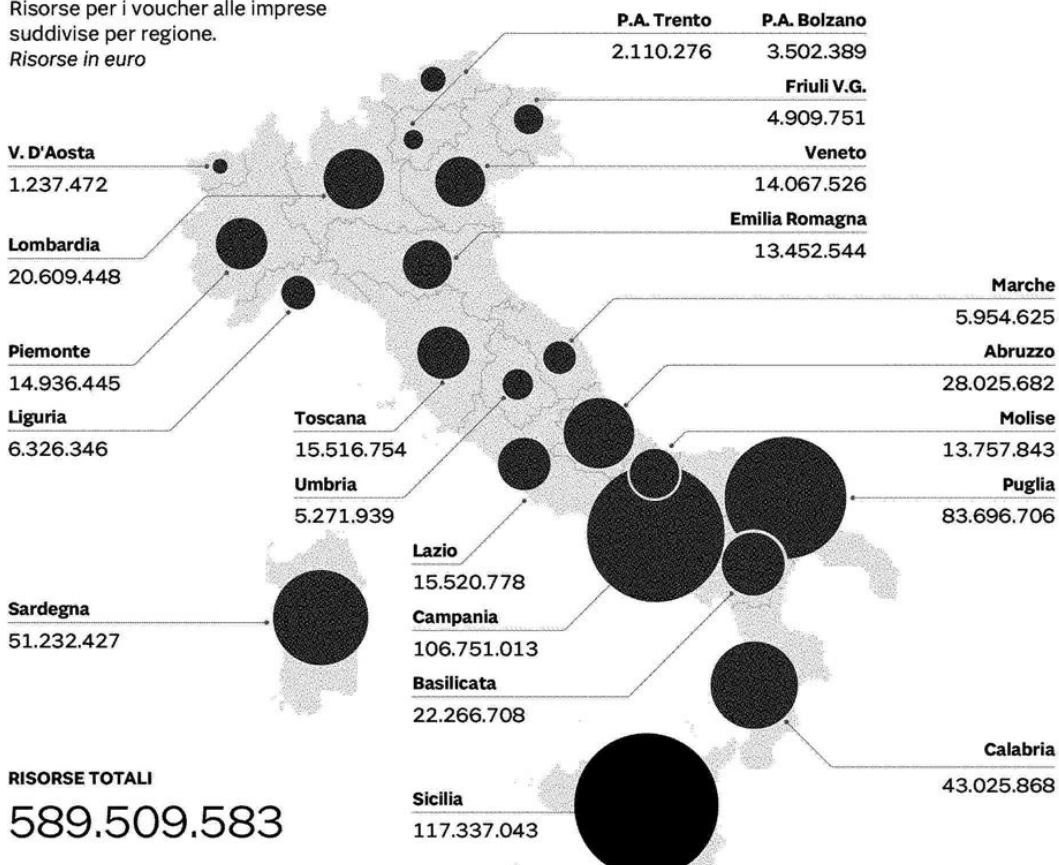 Risorse per i voucher alle imprese
suddivise per regione.
Risorse in euro
P.A. Trento
2.110.276
P.A. Bolzano
3.502.389
Friuli V.G.
4.909.751
V. D'Aosta
1.237.472
Veneto
14.067.526
Emilia Romagna
13.452.544
Lombardia
20.609.448
Marche
5.954.625
Piemonte
14.936.445
Abruzzo
28.025.682
Liguria
6.326.346
Toscana
15.516.754
Molise
13.757.843
Umbria
5.271.939
Puglia
83.696.706
Lazio
15.520.778
Sardegna
51.232.427
Campania
106.751.013
Basilicata
22.266.708
Calabria
43.025.868
RISORSE TOTALI
589.509.583
Sicilia
117.337.043